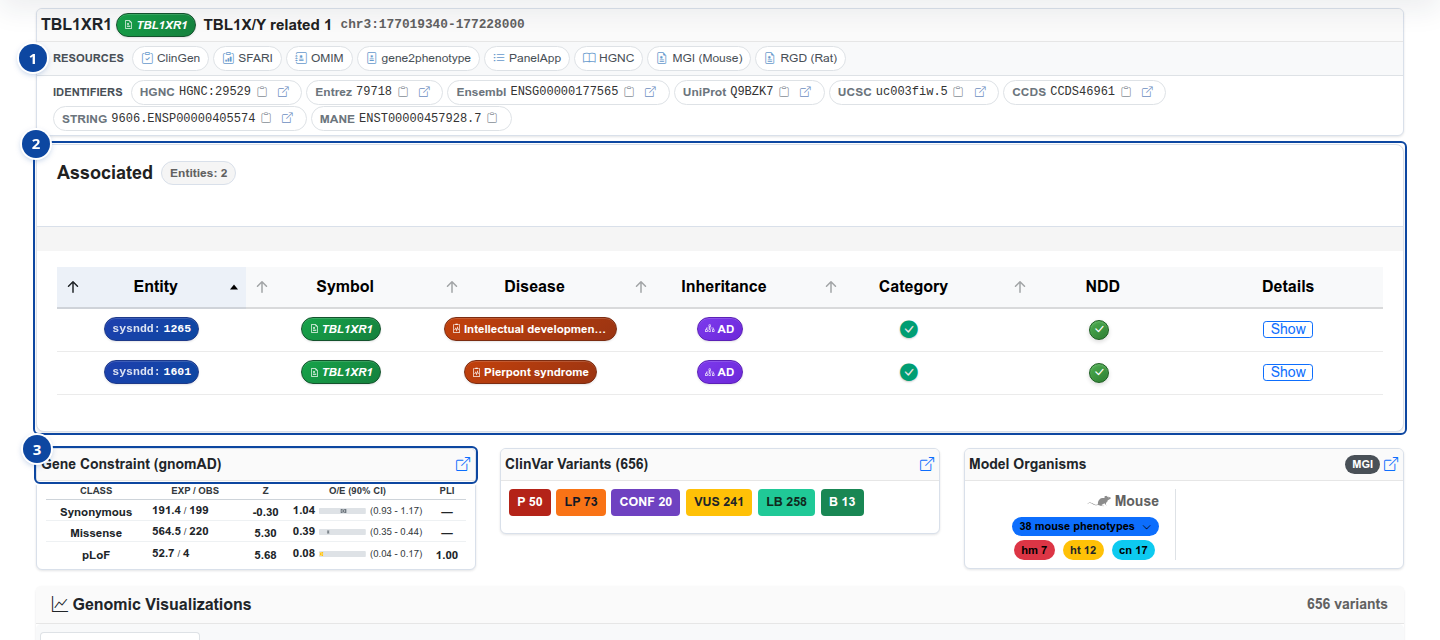 TBL1XR1 TBL1XR1 TBL1X/Y related 1 chr3:177019340-177228000
1 RESOURCES ClinGen SFARI OMIM gene2phenotype PanelApp HGNC MGI (Mouse) RGD (Rat)
IDENTIFIERS HGNC HGNC:29529 Entrez 79718 Ensembl ENSG00000177565 UniProt Q9BZK7 UCSC uc003fiw.5 CCDS CCDS46961
STRING 9606.ENSP00000405574 MANE ENST00000457928.7
2
Associated Entities: 2
Entity Symbol Disease Inheritance Category NDD Details
sysndd: 1265 TBL1XR1 Intellectual developmen... AD Show
sysndd: 1601 TBL1XR1 Pierpont syndrome AD Show
3
Gene Constraint (gnomAD)
CLASS EXP / OBS Z O/E (90% CI) PLI
Synonymous 191.4 / 199 -0.30 1.04 (0.93 - 1.17) —
Missense 564.5 / 220 5.30 0.39 (0.35 - 0.44) —
pLoF 52.7 / 4 5.68 0.08 (0.04 - 0.17) 1.00
ClinVar Variants (656)
P 50 LP 73 CONF 20 VUS 241 LB 258 B 13
Model Organisms MGI
Mouse
38 mouse phenotypes
hm 7 ht 12 cn 17
Genomic Visualizations 656 variants